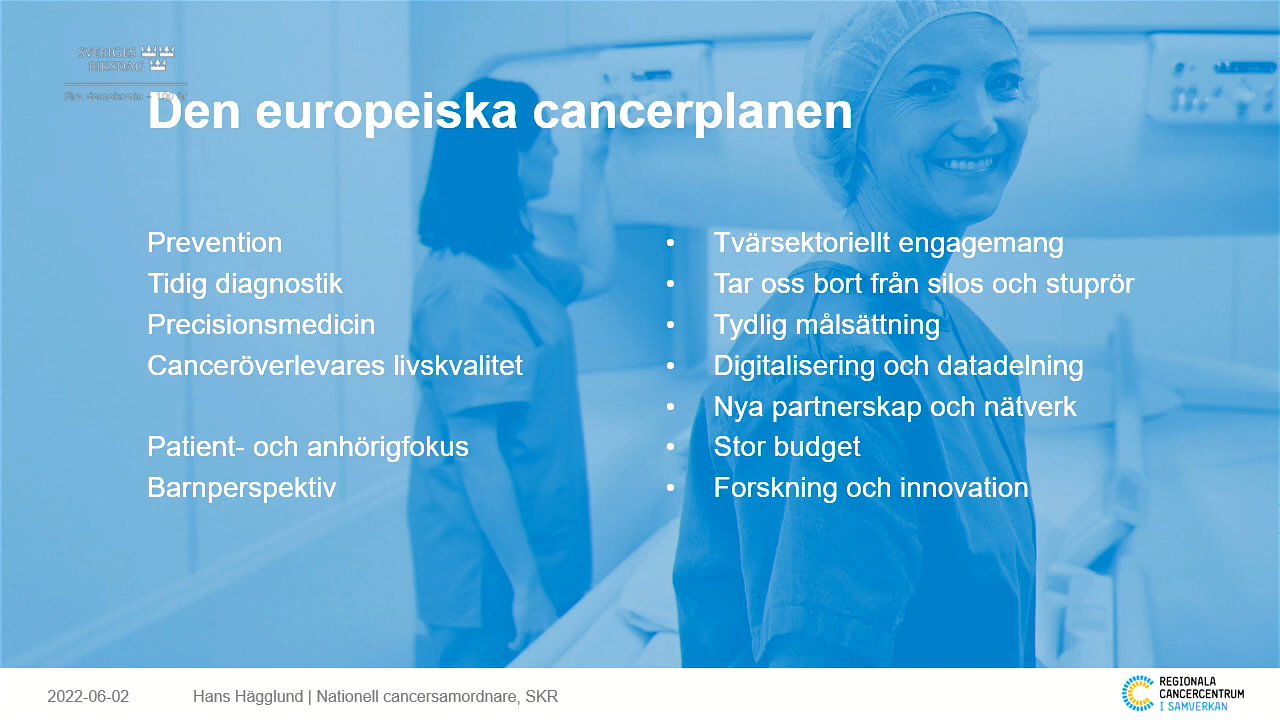 SVERIGES
RIKSDAG
Den europeiska cancerplanen
Prevention
Tidig diagnostik
Precisionsmedicin
Canceröverlevares livskvalitet
Patient- och anhörigfokus
Barnperspektiv
• Tvärsektoriellt engagemang
• Tar oss bort från silos och stuprör
• Tydlig målsättning
• Digitalisering och datadelning
• Nya partnerskap och nätverk
• Stor budget
• Forskning och innovation
2022-06-02
Hans Hägglund | Nationell cancersamordnare, SKR
REGIONALA
CANCERCENTRUM
I SAMVERKAN